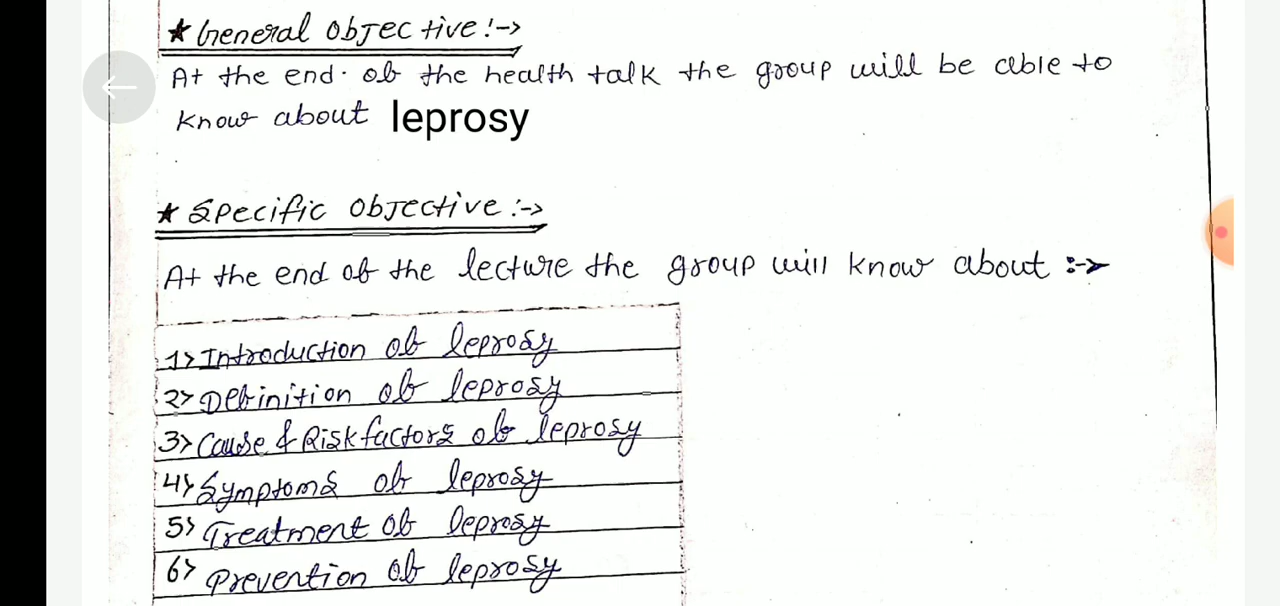 ★ General Objective :->
At the end. of the health talk the group will be able to
know about leprosy
★ Specific Objective :->
At the end of the lecture the group will know about :->
1> Introduction of leprosy
2> Definition of leprosy
3> Cause & Risk factors of leprosy
4> Symptoms of leprosy
5> Treatment of leprosy
6> Prevention of leprosy